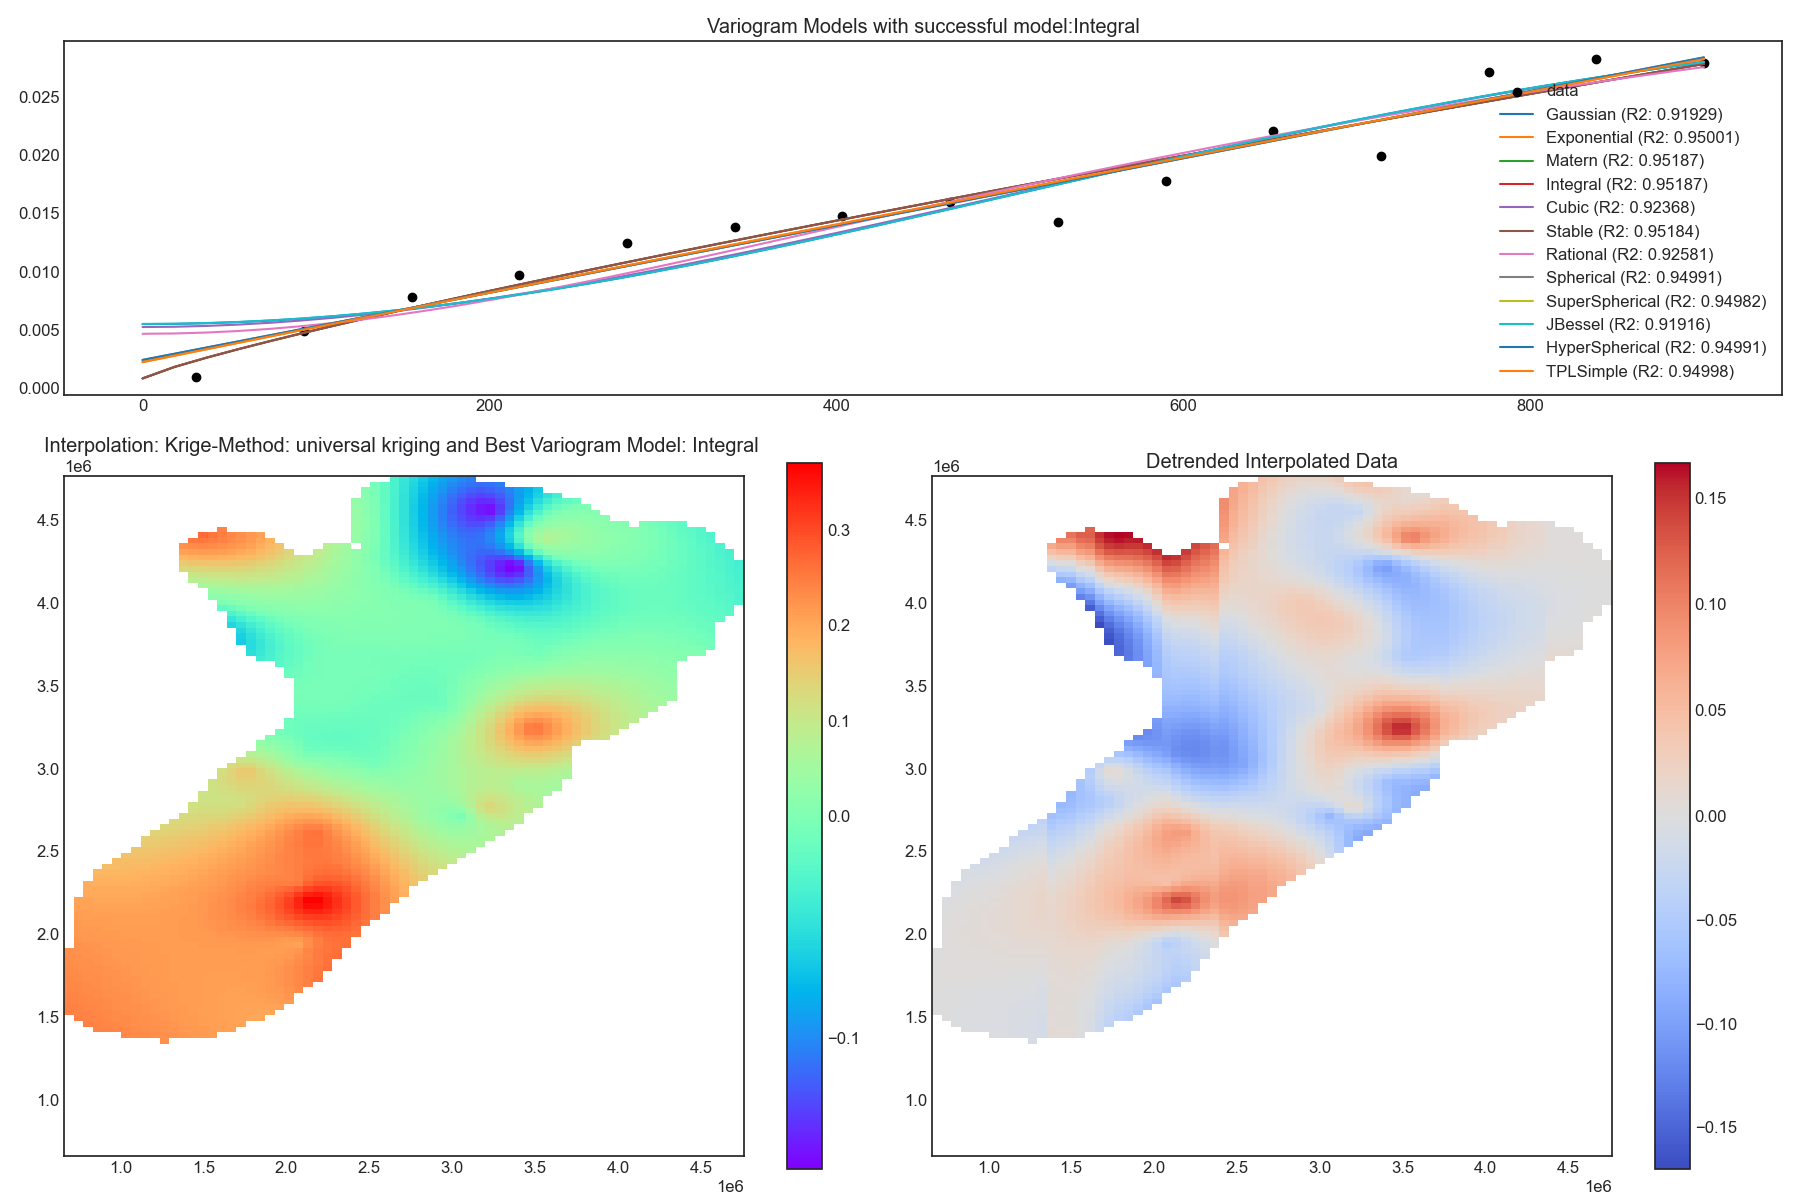 Variogram Models with successful model:Integral
0.025
0.020
0.015
0.010
0.005
0.000
data
Gaussian (R2: 0.91929)
Exponential (R2: 0.95001)
Matern (R2: 0.95187)
Integral (R2: 0.95187)
Cubic (R2: 0.92368)
Stable (R2: 0.95184)
Rational (R2: 0.92581)
Spherical (R2: 0.94991)
SuperSpherical (R2: 0.94982)
JBessel (R2: 0.91916)
HyperSpherical (R2: 0.94991)
TPLSimple (R2: 0.94998)
0 200 400 600 800
Interpolation: Krige-Method: universal kriging and Best Variogram Model: Integral
1e6
4.5
4.0
3.5
3.0
2.5
2.0
1.5
1.0
1.0 1.5 2.0 2.5 3.0 3.5 4.0 4.5
1e6
0.3
0.2
0.1
0.0
−0.1
Detrended Interpolated Data
1e6
4.5
4.0
3.5
3.0
2.5
2.0
1.5
1.0
1.0 1.5 2.0 2.5 3.0 3.5 4.0 4.5
1e6
0.15
0.10
0.05
0.00
−0.05
−0.10
−0.15